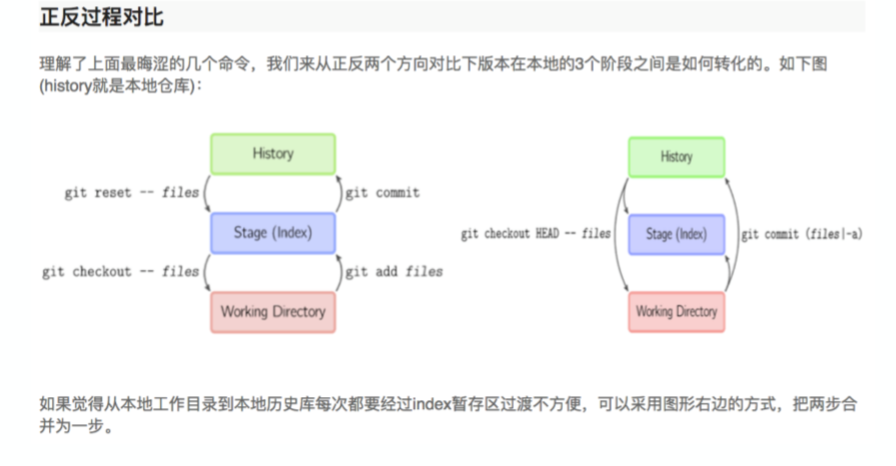 正反过程对比
理解了上面最晦涩的几个命令，我们来从正反两个方向对比下版本在本地的3个阶段之间是如何转化的。如下图
(history就是本地仓库)：
History
git reset -- files
git commit
Stage (Index)
git checkout -- files
git add files
Working Directory
History
git checkout HEAD -- files
Stage (Index)
git commit (files|-a)
Working Directory
如果觉得从本地工作目录到本地历史库每次都要经过index暂存区过渡不方便，可以采用图形右边的方式，把两步合
并为一步。